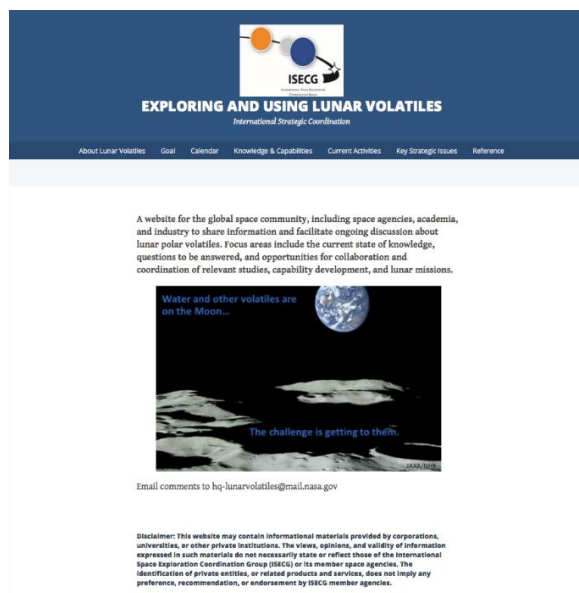 ISECG
EXPLORING AND USING LUNAR VOLATILES
International Strategic Coordination
About Lunar Volatiles Goal Calendar Knowledge & Capabilities Current Activities Key Strategic Issues Reference
A website for the global space community, including space agencies, academia,
and industry to share information and facilitate ongoing discussion about
lunar polar volatiles. Focus areas include the current state of knowledge,
questions to be answered, and opportunities for collaboration and
coordination of relevant studies, capability development, and lunar missions.
Water and other volatiles are
on the Moon...
The challenge is getting to them.
Email comments to hq-lunarvolatiles@mail.nasa.gov
Disclaimer: This website may contain informational materials provided by corporations,
universities, or other private institutions. The views, opinions, and validity of information
expressed in such materials do not necessarily state or reflect those of the International
Space Exploration Coordination Group (ISECG) or its member space agencies. The
identification of private entities, or related products and services, does not imply any
preference, recommendation, or endorsement by ISECG member agencies.